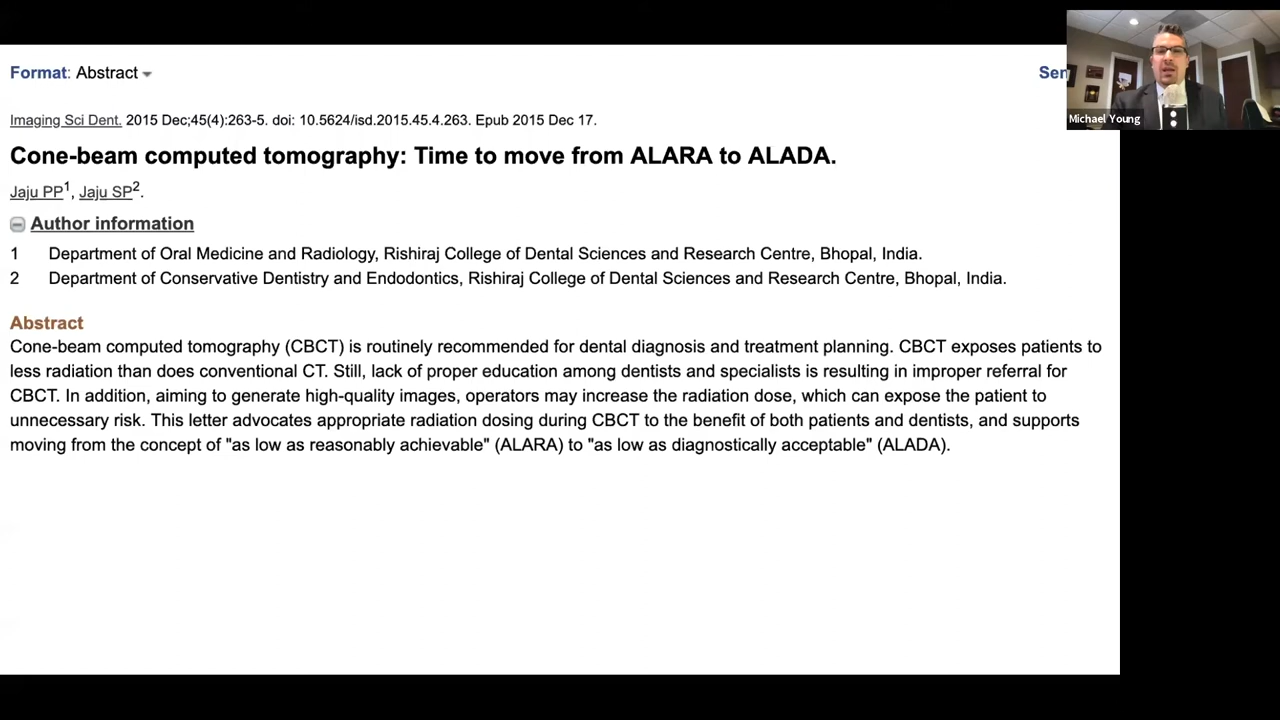 Format: Abstract
Sen
Michael Young
Imaging Sci Dent. 2015 Dec;45(4):263-5. doi: 10.5624/isd.2015.45.4.263. Epub 2015 Dec 17.
Cone-beam computed tomography: Time to move from ALARA to ALADA.
Jaju PP1, Jaju SP2.
Author information
1 Department of Oral Medicine and Radiology, Rishiraj College of Dental Sciences and Research Centre, Bhopal, India.
2 Department of Conservative Dentistry and Endodontics, Rishiraj College of Dental Sciences and Research Centre, Bhopal, India.
Abstract
Cone-beam computed tomography (CBCT) is routinely recommended for dental diagnosis and treatment planning. CBCT exposes patients to
less radiation than does conventional CT. Still, lack of proper education among dentists and specialists is resulting in improper referral for
CBCT. In addition, aiming to generate high-quality images, operators may increase the radiation dose, which can expose the patient to
unnecessary risk. This letter advocates appropriate radiation dosing during CBCT to the benefit of both patients and dentists, and supports
moving from the concept of "as low as reasonably achievable" (ALARA) to "as low as diagnostically acceptable" (ALADA).